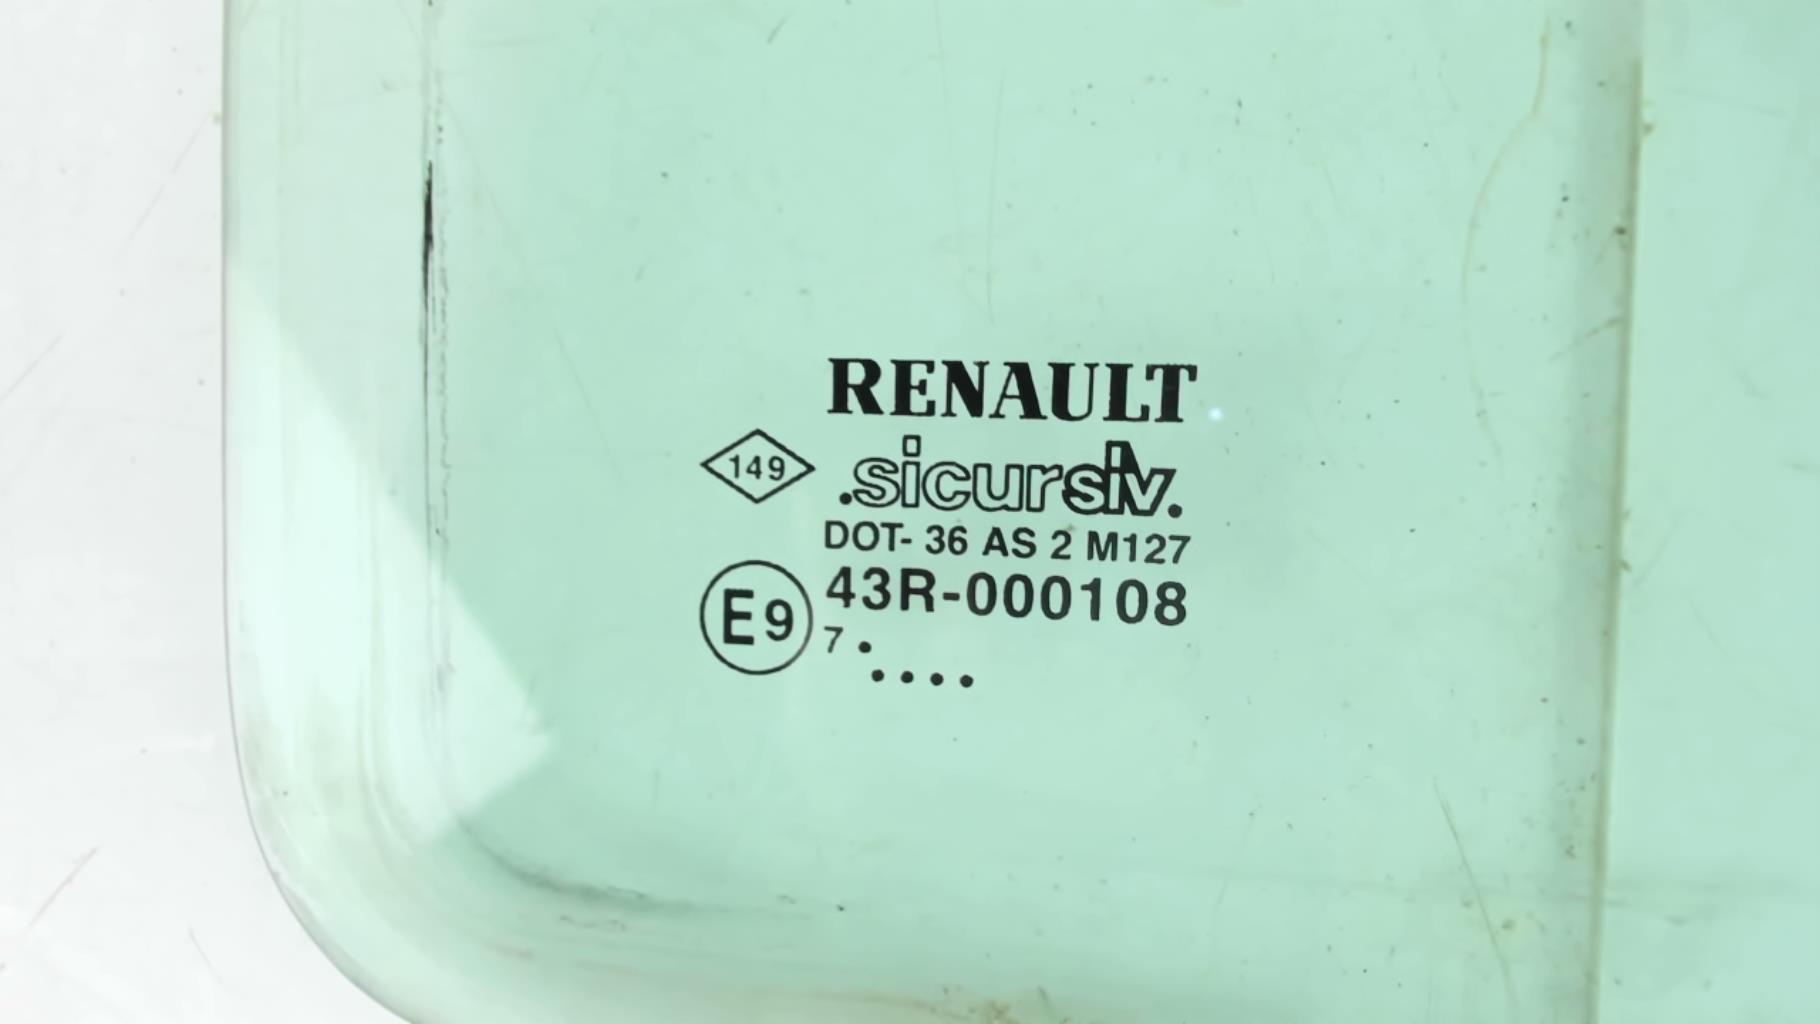 RENAULT
149
.sicursiv.
DOT- 36 AS 2 M127
E9
43R-000108
7 .
....